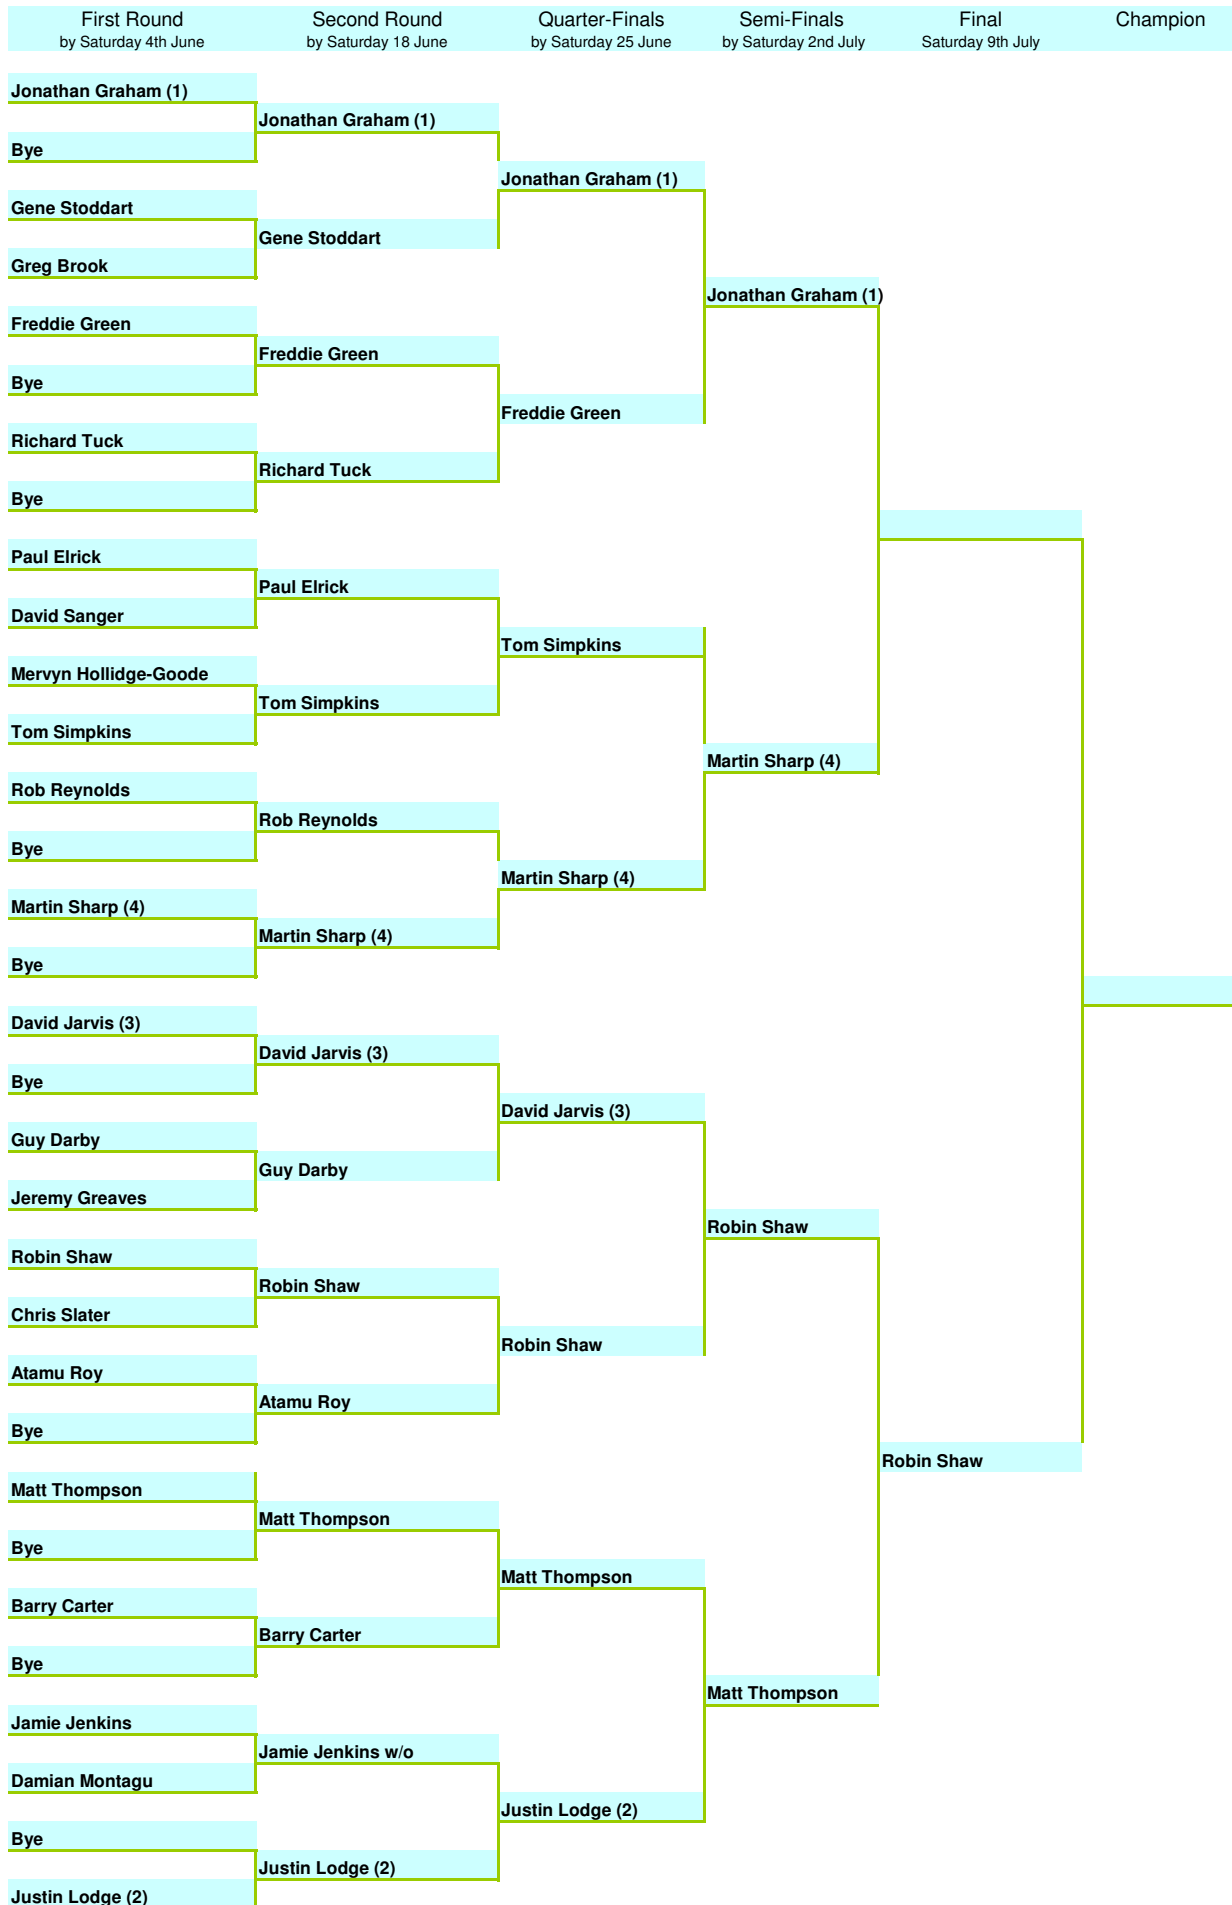 First Round
by Saturday 4th June
Second Round
by Saturday 18 June
Quarter-Finals
by Saturday 25 June
Semi-Finals
by Saturday 2nd July
Final
Saturday 9th July
Champion
Jonathan Graham (1)
Bye
Gene Stoddart
Greg Brook
Freddie Green
Bye
Richard Tuck
Bye
Paul Elrick
David Sanger
Mervyn Hollidge-Goode
Tom Simpkins
Rob Reynolds
Bye
Martin Sharp (4)
Bye
David Jarvis (3)
Bye
Guy Darby
Jeremy Greaves
Robin Shaw
Chris Slater
Atamu Roy
Bye
Matt Thompson
Bye
Barry Carter
Bye
Jamie Jenkins
Damian Montagu
Bye
Justin Lodge (2)
Jonathan Graham (1)
Gene Stoddart
Freddie Green
Richard Tuck
Paul Elrick
Tom Simpkins
Rob Reynolds
Martin Sharp (4)
David Jarvis (3)
Guy Darby
Robin Shaw
Atamu Roy
Matt Thompson
Barry Carter
Jamie Jenkins w/o
Justin Lodge (2)
Jonathan Graham (1)
Freddie Green
Tom Simpkins
Martin Sharp (4)
David Jarvis (3)
Robin Shaw
Matt Thompson
Justin Lodge (2)
Jonathan Graham (1)
Martin Sharp (4)
Robin Shaw
Matt Thompson
Robin Shaw